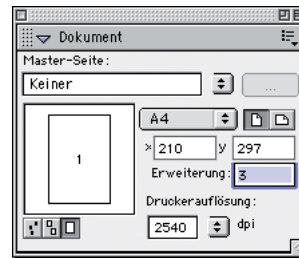 Dokument
Master-Seite:
Keiner
...
A4
× 210 y 297
1
Erweiterung: 3
Druckerauflösung:
2540 dpi